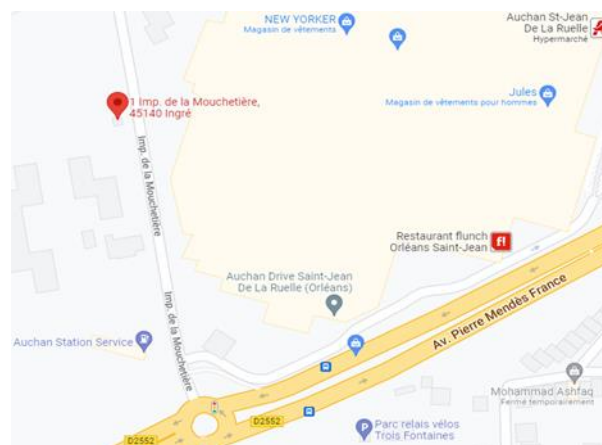 NEW YORKER
Magasin de vêtements
Auchan St-Jean
De La Ruelle
Hypermarché
Jules
Magasin de vêtements pour hommes
1 Imp. de la Mouchetière,
45140 Ingré
Imp. de la Mouchetière
Restaurant flunch
Orléans Saint-Jean
fl
Auchan Drive Saint-Jean
De La Ruelle (Orléans)
Imp. de la Mouchetière
Av. Pierre Mendès France
Auchan Station Service
Mohammad Ashfaq
Fermé temporairement
D2552
Parc relais vélos
Trois Fontaines
P
D2552